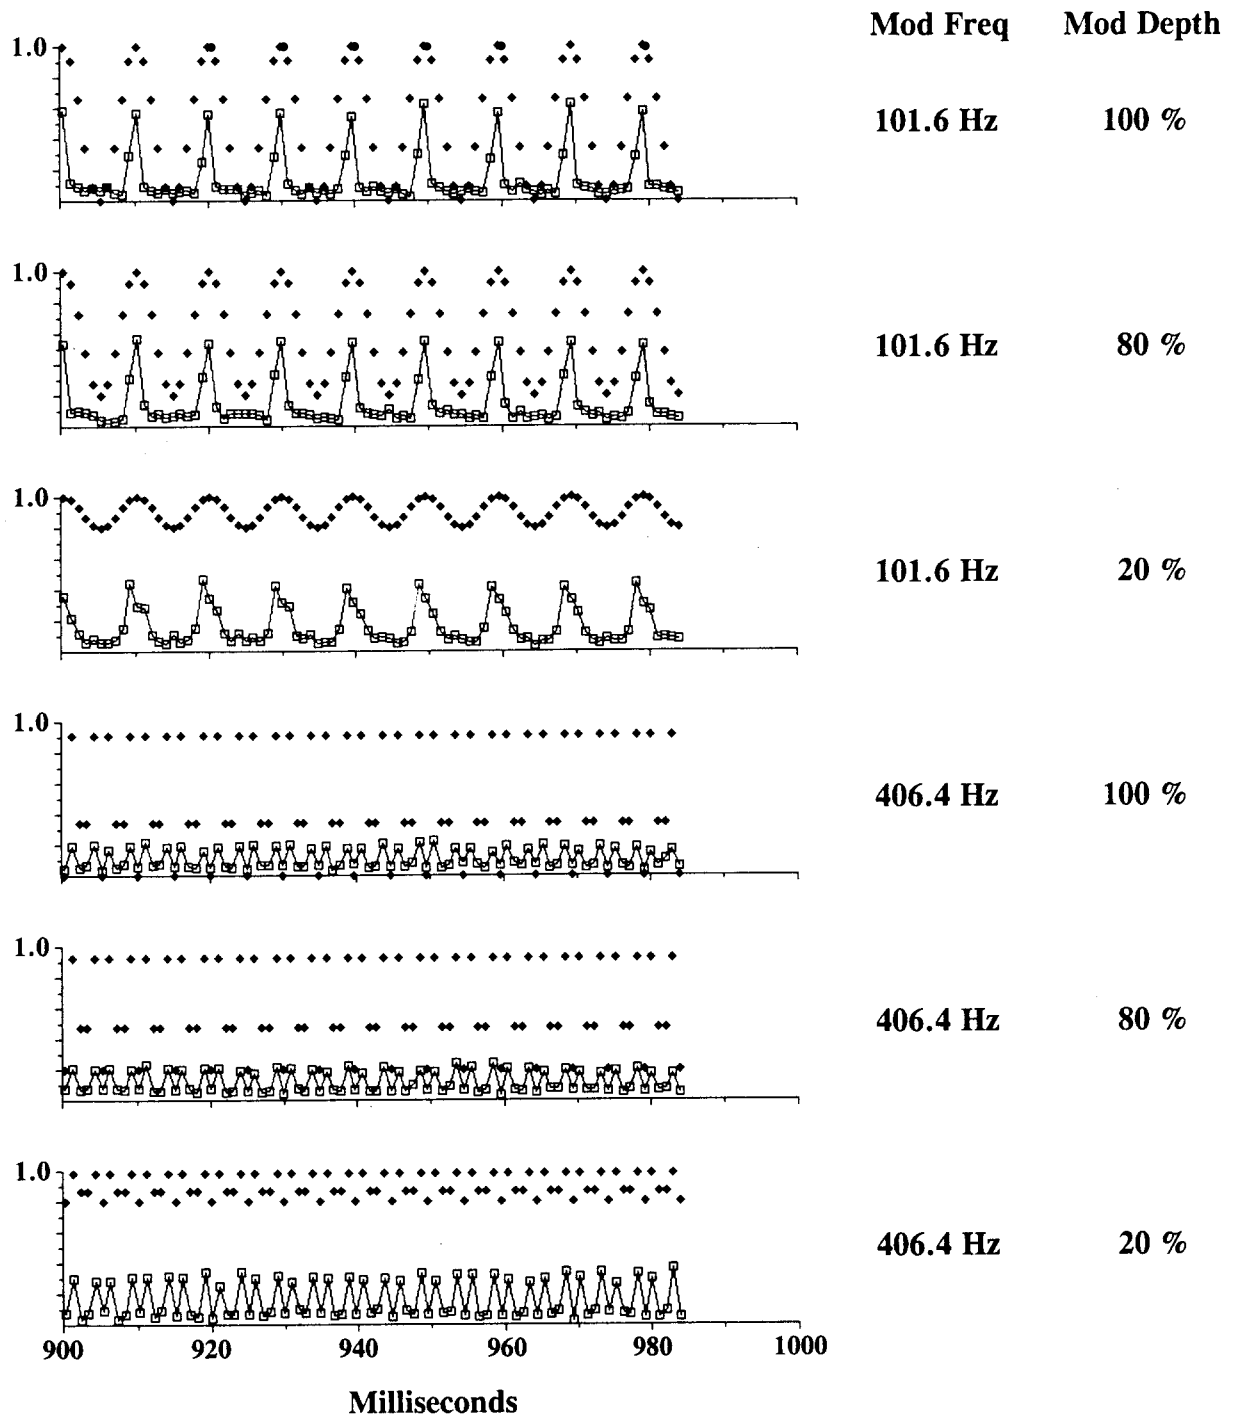 Mod Freq Mod Depth
1.0
101.6 Hz 100 %
1.0
101.6 Hz 80 %
1.0
101.6 Hz 20 %
1.0
406.4 Hz 100 %
1.0
406.4 Hz 80 %
1.0
406.4 Hz 20 %
900 920 940 960 980 1000
Milliseconds